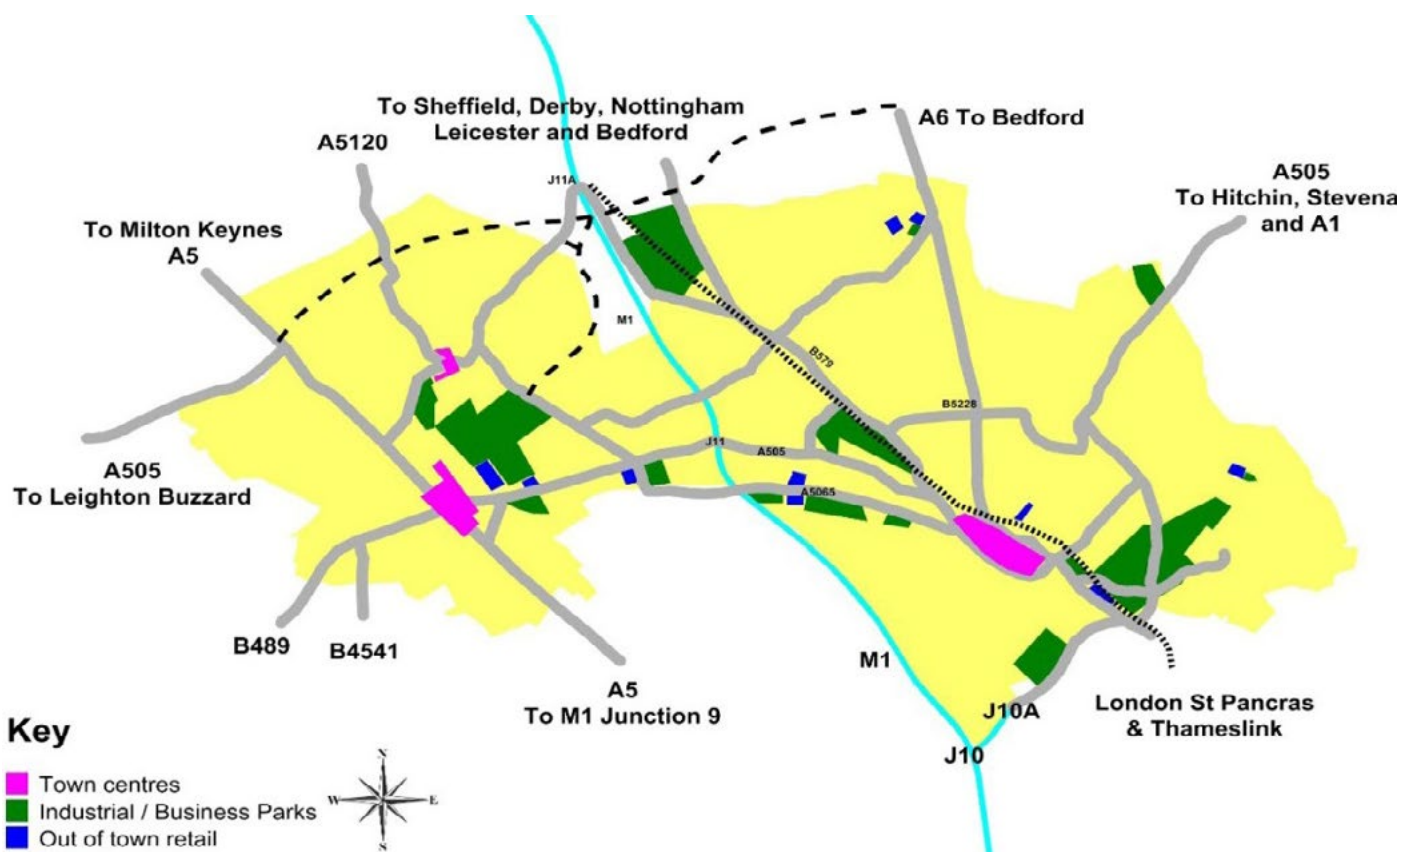 To Sheffield, Derby, Nottingham
Leicester and Bedford
A6 To Bedford
A5120
A505
To Hitchin, Stevena
and A1
J11A
To Milton Keynes
A5
M1
B579
B5228
J11
A505
A505
To Leighton Buzzard
A5065
B489
B4541
M1
A5
To M1 Junction 9
J10A
London St Pancras
& Thameslink
J10
Key
Town centres
Industrial / Business Parks
Out of town retail
N
W
E
S